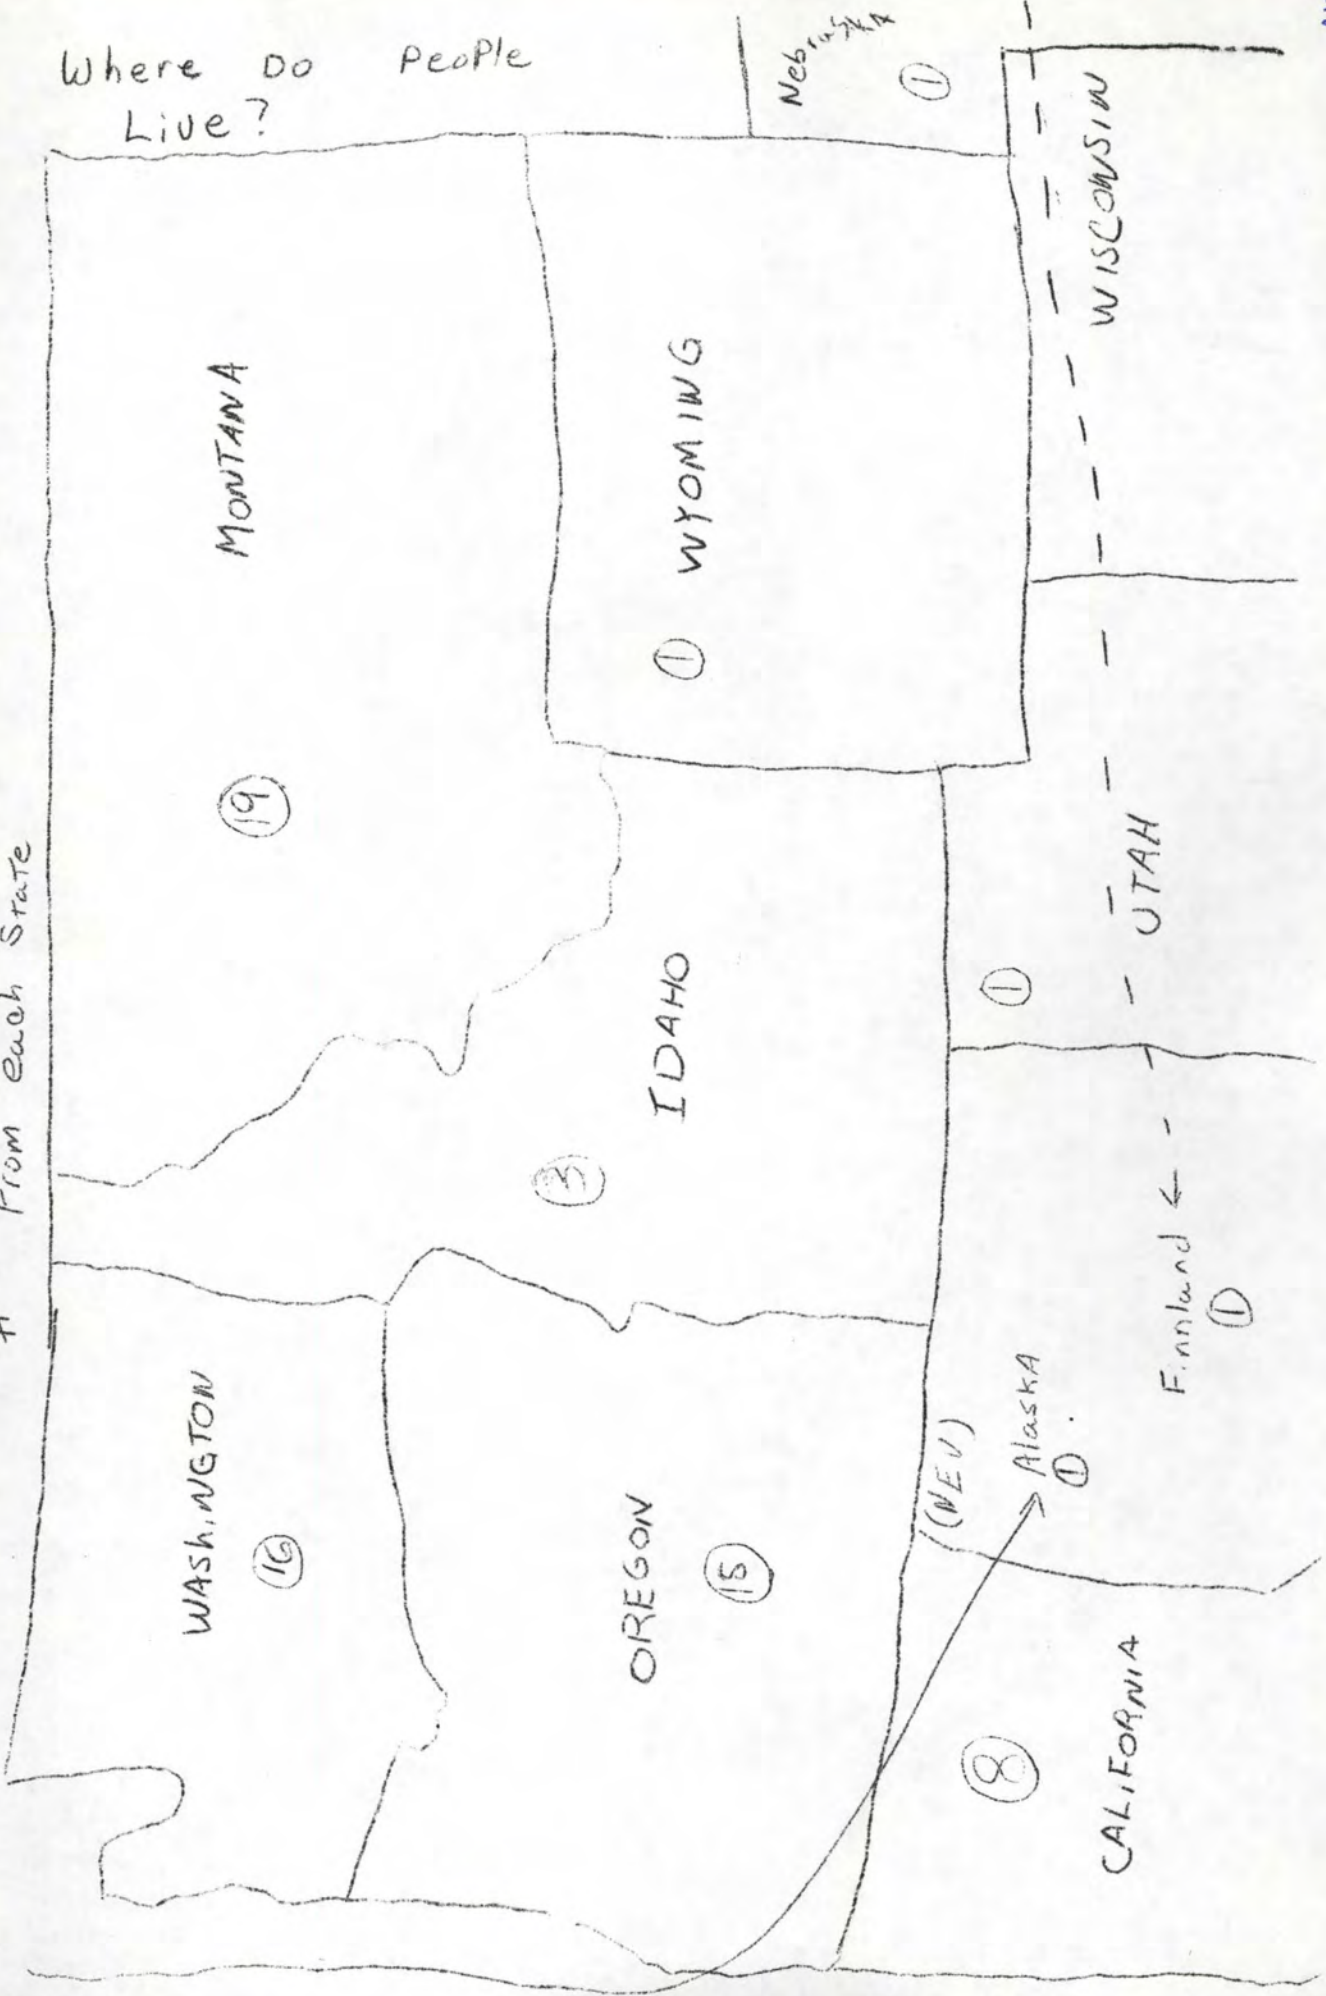 Where Do People
Live?
# From each State
MONTANA
19
WASHINGTON
16
IDAHO
3
WYOMING
1
Nebraska
1
OREGON
15
CALIFORNIA
8
(NEV)
Alaska
1
UTAH
1
WISCONSIN
Finnland
1